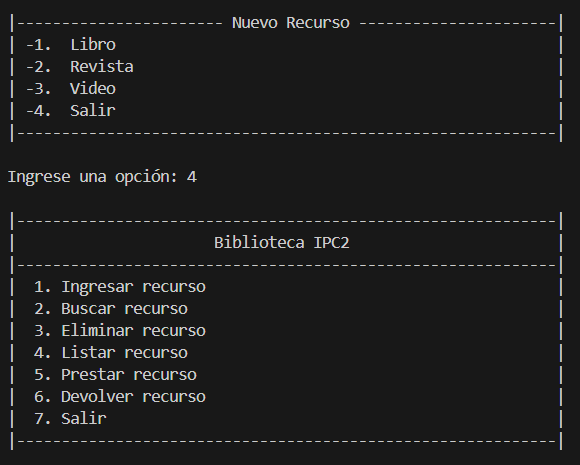 |----------------------- Nuevo Recurso ----------------------|
| -1.  Libro                                                 |
| -2.  Revista                                               |
| -3.  Video                                                 |
| -4.  Salir                                                 |
|------------------------------------------------------------|
Ingrese una opción: 4
|------------------------------------------------------------|
|                      Biblioteca IPC2                       |
|------------------------------------------------------------|
|  1. Ingresar recurso                                       |
|  2. Buscar recurso                                         |
|  3. Eliminar recurso                                       |
|  4. Listar recurso                                         |
|  5. Prestar recurso                                        |
|  6. Devolver recurso                                       |
|  7. Salir                                                  |
|------------------------------------------------------------|